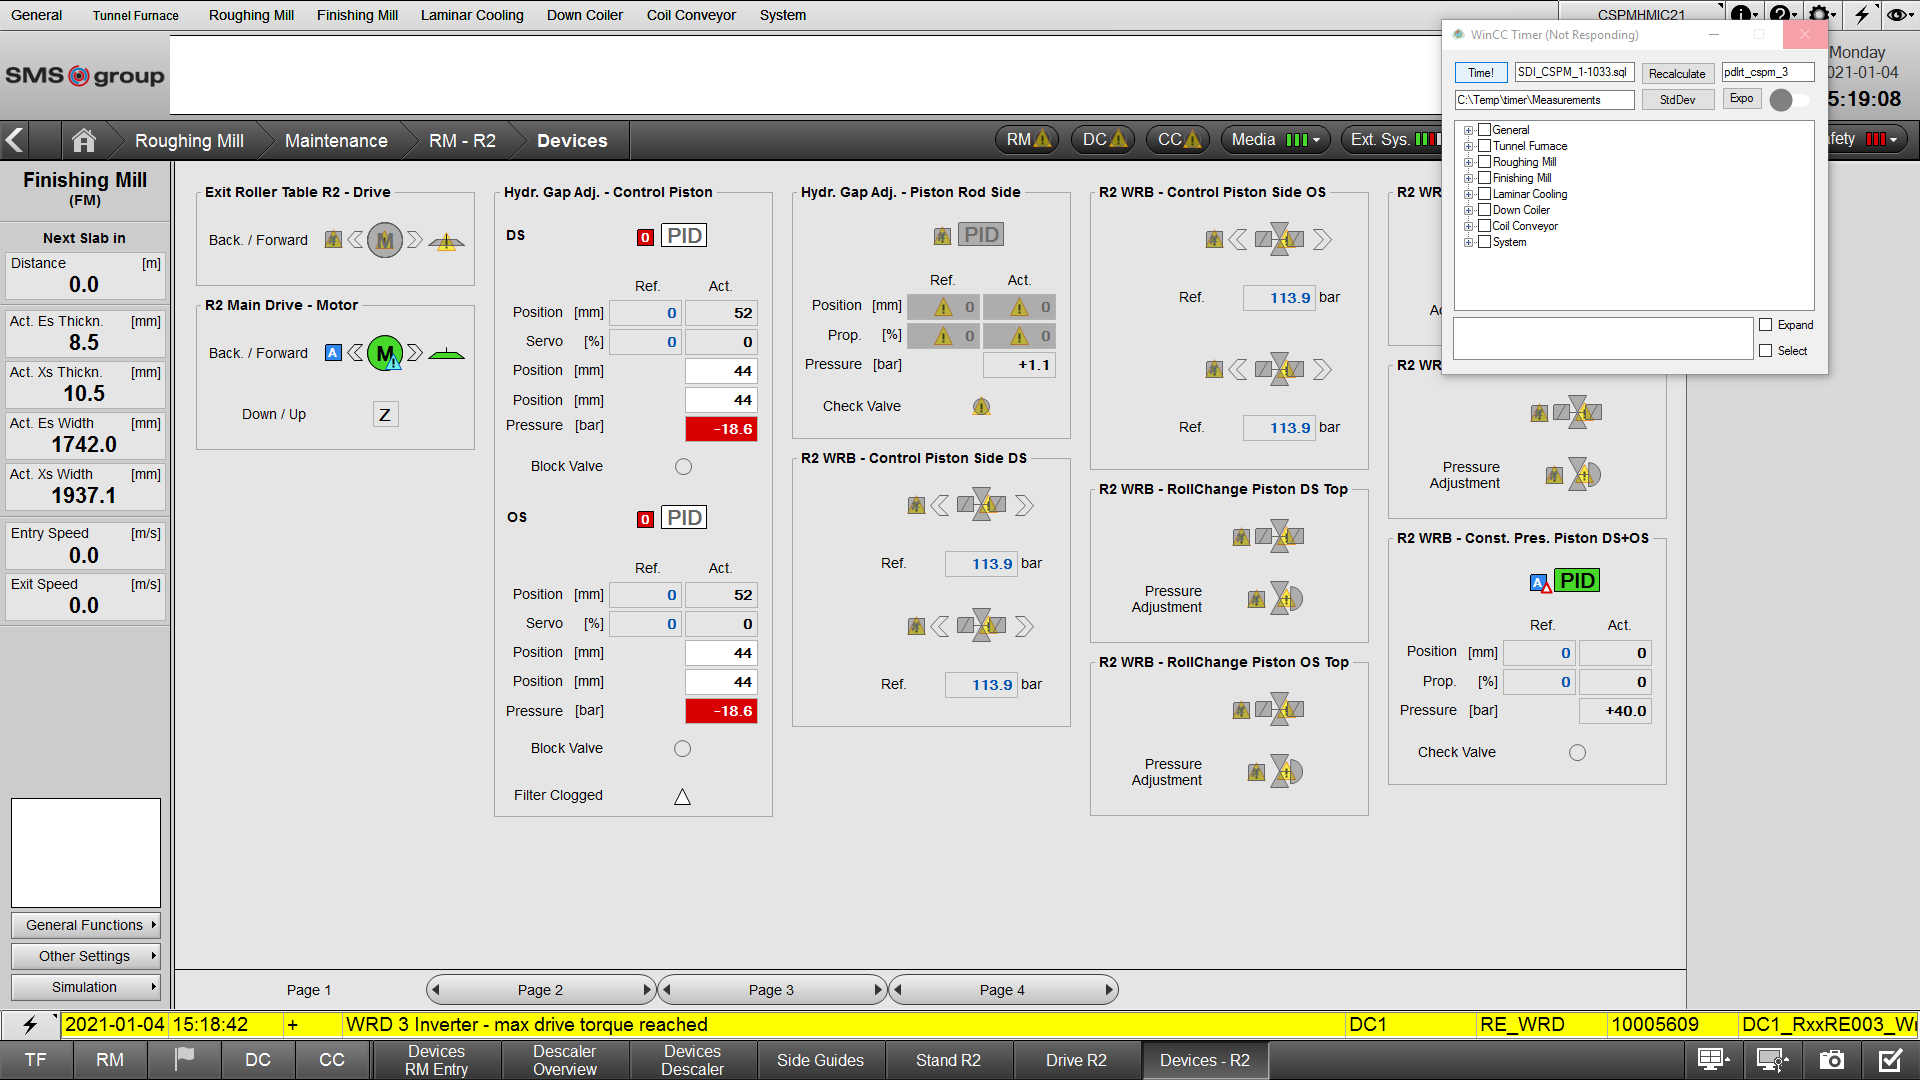 General Tunnel Furnace Roughing Mill Finishing Mill Laminar Cooling Down Coiler Coil Conveyor System CSPMHMIC21
SMS group
Monday
021-01-04
5:19:08
WinCC Timer (Not Responding)
Time! SDI_CSPM_1-1033.sql Recalculate pdlrt_cspm_3
C:\Temp\timer\Measurements StdDev Expo
General
Tunnel Furnace
Roughing Mill
Finishing Mill
Laminar Cooling
Down Coiler
Coil Conveyor
System
Expand
Select
Roughing Mill Maintenance RM - R2 Devices RM DC CC Media Ext. Sys. fety
Finishing Mill
(FM)
Next Slab in
Distance [m]
0.0
Act. Es Thickn. [mm]
8.5
Act. Xs Thickn. [mm]
10.5
Act. Es Width [mm]
1742.0
Act. Xs Width [mm]
1937.1
Entry Speed [m/s]
0.0
Exit Speed [m/s]
0.0
General Functions
Other Settings
Simulation
Exit Roller Table R2 - Drive
Back. / Forward M
R2 Main Drive - Motor
Back. / Forward A M
Down / Up Z
Hydr. Gap Adj. - Control Piston
DS 0 PID
Ref. Act.
Position [mm] 0 52
Servo [%] 0 0
Position [mm] 44
Position [mm] 44
Pressure [bar] -18.6
Block Valve
OS 0 PID
Ref. Act.
Position [mm] 0 52
Servo [%] 0 0
Position [mm] 44
Position [mm] 44
Pressure [bar] -18.6
Block Valve
Filter Clogged
Hydr. Gap Adj. - Piston Rod Side
PID
Ref. Act.
Position [mm] 0 0
Prop. [%] 0 0
Pressure [bar] +1.1
Check Valve
R2 WRB - Control Piston Side DS
Ref. 113.9 bar
Ref. 113.9 bar
R2 WRB - Control Piston Side OS
Ref. 113.9 bar
Ref. 113.9 bar
R2 WRB - RollChange Piston DS Top
Pressure
Adjustment
R2 WRB - RollChange Piston OS Top
Pressure
Adjustment
R2 WR
R2 WR
Pressure
Adjustment
R2 WRB - Const. Pres. Piston DS+OS
A PID
Ref. Act.
Position [mm] 0 0
Prop. [%] 0 0
Pressure [bar] +40.0
Check Valve
Page 1 Page 2 Page 3 Page 4
2021-01-04 15:18:42 + WRD 3 Inverter - max drive torque reached DC1 RE_WRD 10005609 DC1_RxxRE003_Wr
TF RM DC CC Devices RM Entry Descaler Overview Devices Descaler Side Guides Stand R2 Drive R2 Devices - R2